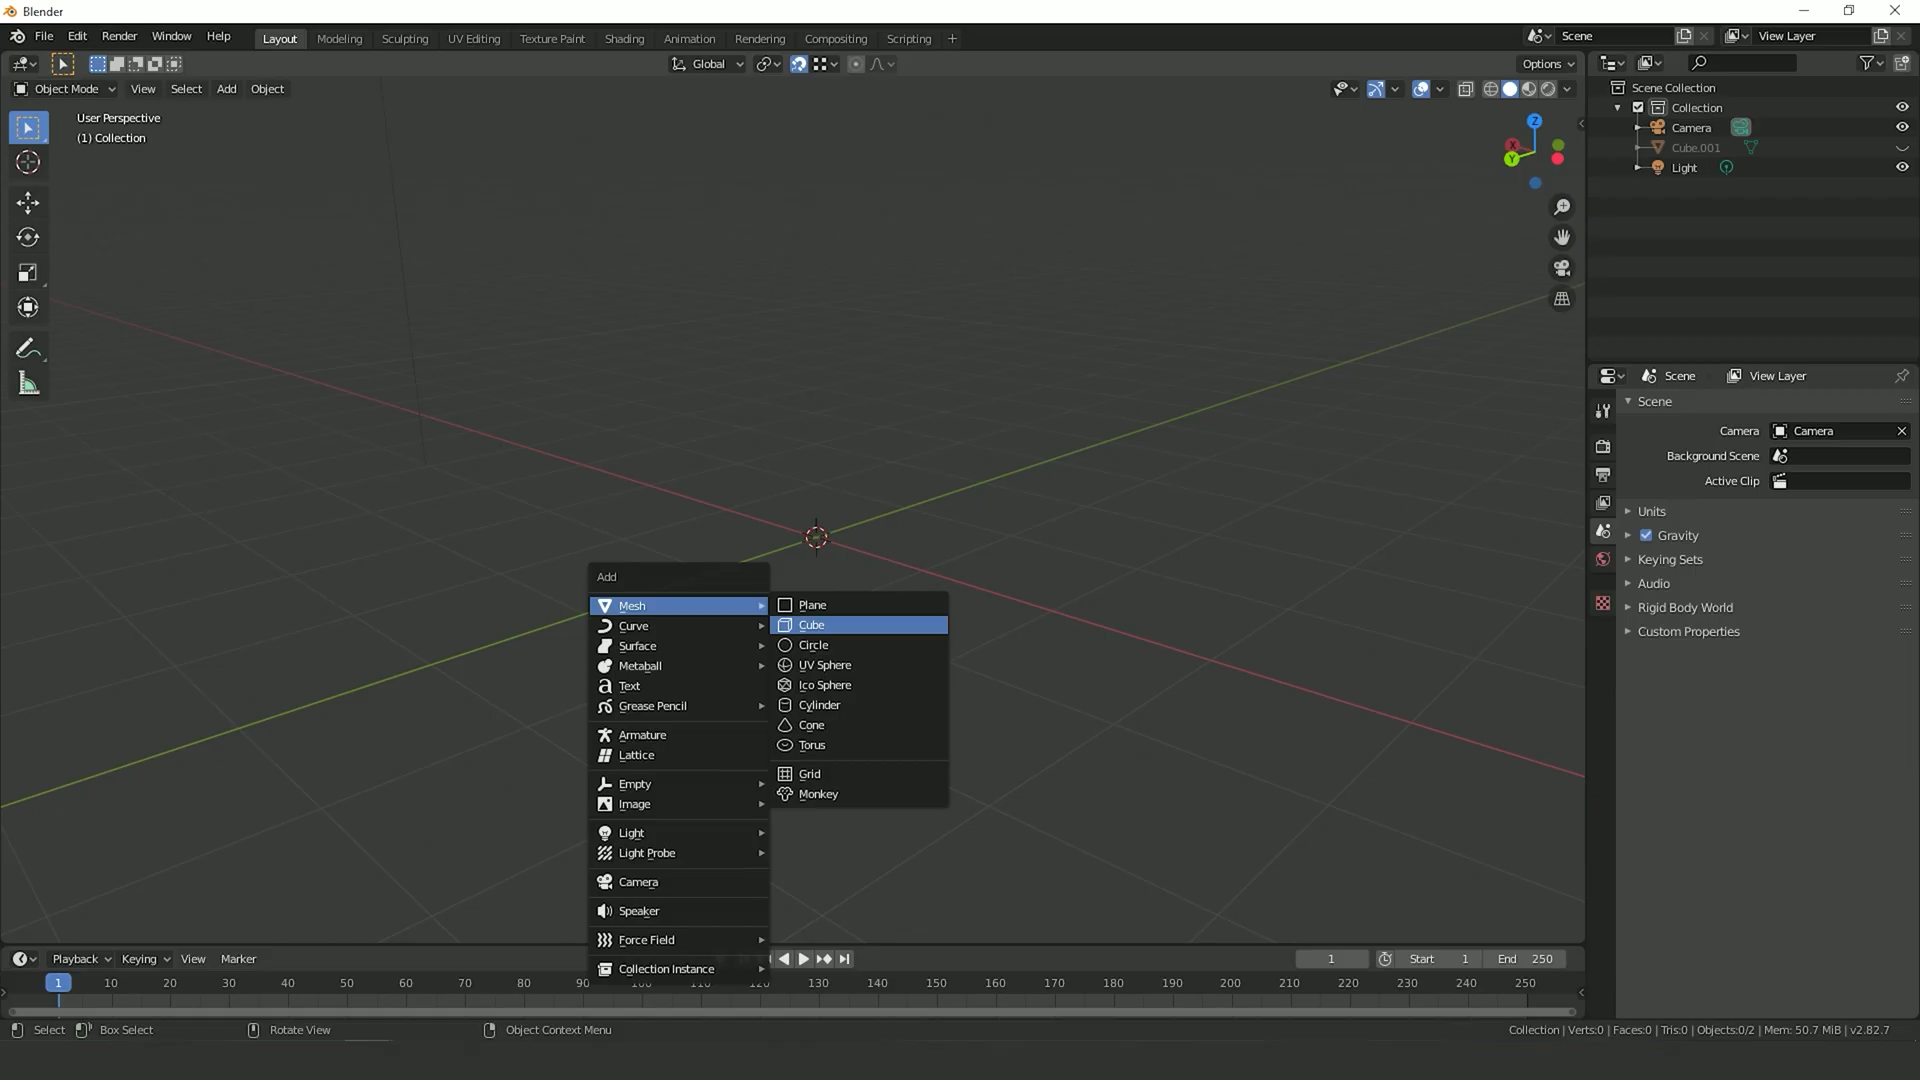 Blender
File Edit Render Window Help Layout Modeling Sculpting UV Editing Texture Paint Shading Animation Rendering Compositing Scripting + Scene View Layer
Global Options
Object Mode View Select Add Object
User Perspective
(1) Collection
Z
X
Y
Scene Collection
Collection
Camera
Cube.001
Light
Scene View Layer
Scene
Camera Camera
Background Scene
Active Clip
Units
Gravity
Keying Sets
Audio
Rigid Body World
Custom Properties
Add
Mesh
Curve
Surface
Metaball
Text
Grease Pencil
Armature
Lattice
Empty
Image
Light
Light Probe
Camera
Speaker
Force Field
Collection Instance
Plane
Cube
Circle
UV Sphere
Ico Sphere
Cylinder
Cone
Torus
Grid
Monkey
Playback Keying View Marker 1 Start 1 End 250
1 10 20 30 40 50 60 70 80 90 100 110 120 130 140 150 160 170 180 190 200 210 220 230 240 250
Select Box Select Rotate View Object Context Menu Collection | Verts:0 | Faces:0 | Tris:0 | Objects:0/2 | Mem: 50.7 MiB | v2.82.7